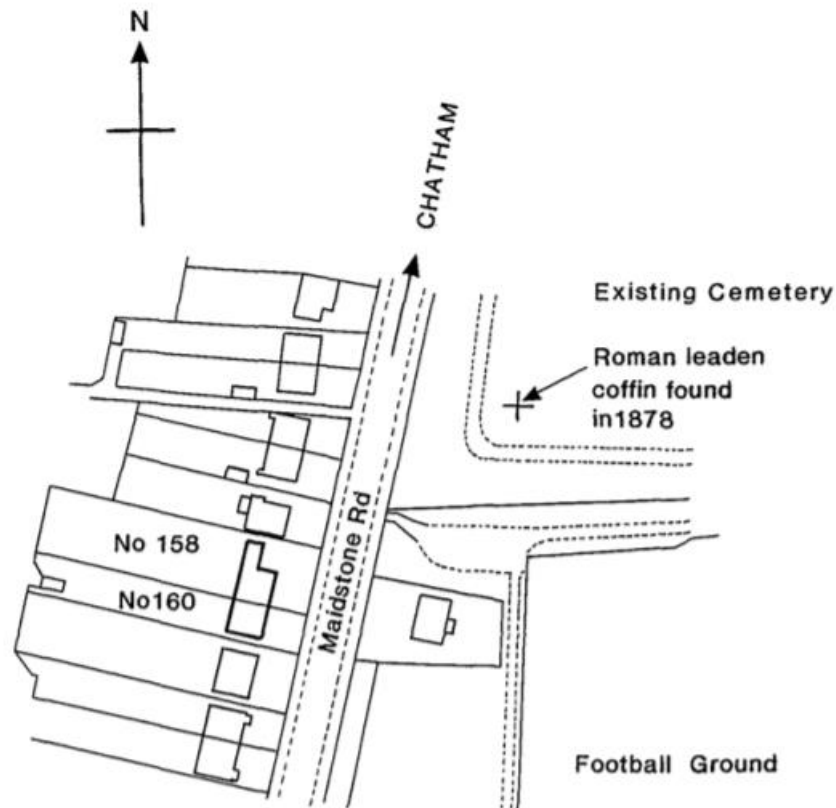 N
CHATHAM
Existing Cemetery
Roman leaden
coffin found
in1878
No 158
No160
Maidstone Rd
Football Ground